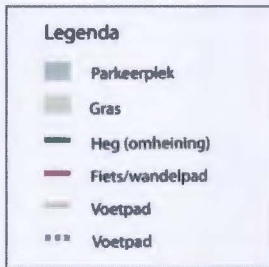 Legenda
Parkeerplek
Gras
Heg (omheining)
Fiets/wandelpad
Voetpad
Voetpad